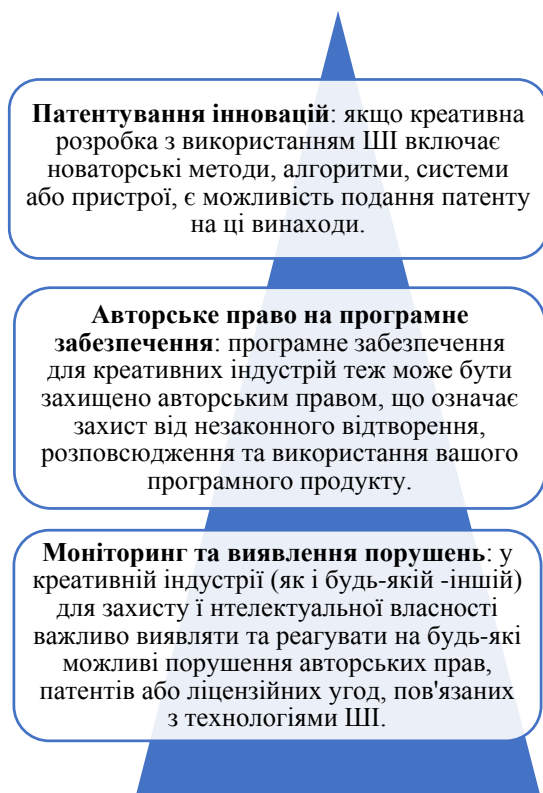 Патентування інновацій: якщо креативна
розробка з використанням ШІ включає
новаторські методи, алгоритми, системи
або пристрої, є можливість подання патенту
на ці винаходи.
Авторське право на програмне
забезпечення: програмне забезпечення
для креативних індустрій теж може бути
захищено авторським правом, що означає
захист від незаконного відтворення,
розповсюдження та використання вашого
програмного продукту.
Моніторинг та виявлення порушень: у
креативній індустрії (як і будь-якій -іншій)
для захисту ї нтелектуальної власності
важливо виявляти та реагувати на будь-які
можливі порушення авторських прав,
патентів або ліцензійних угод, пов'язаних
з технологіями ШІ.